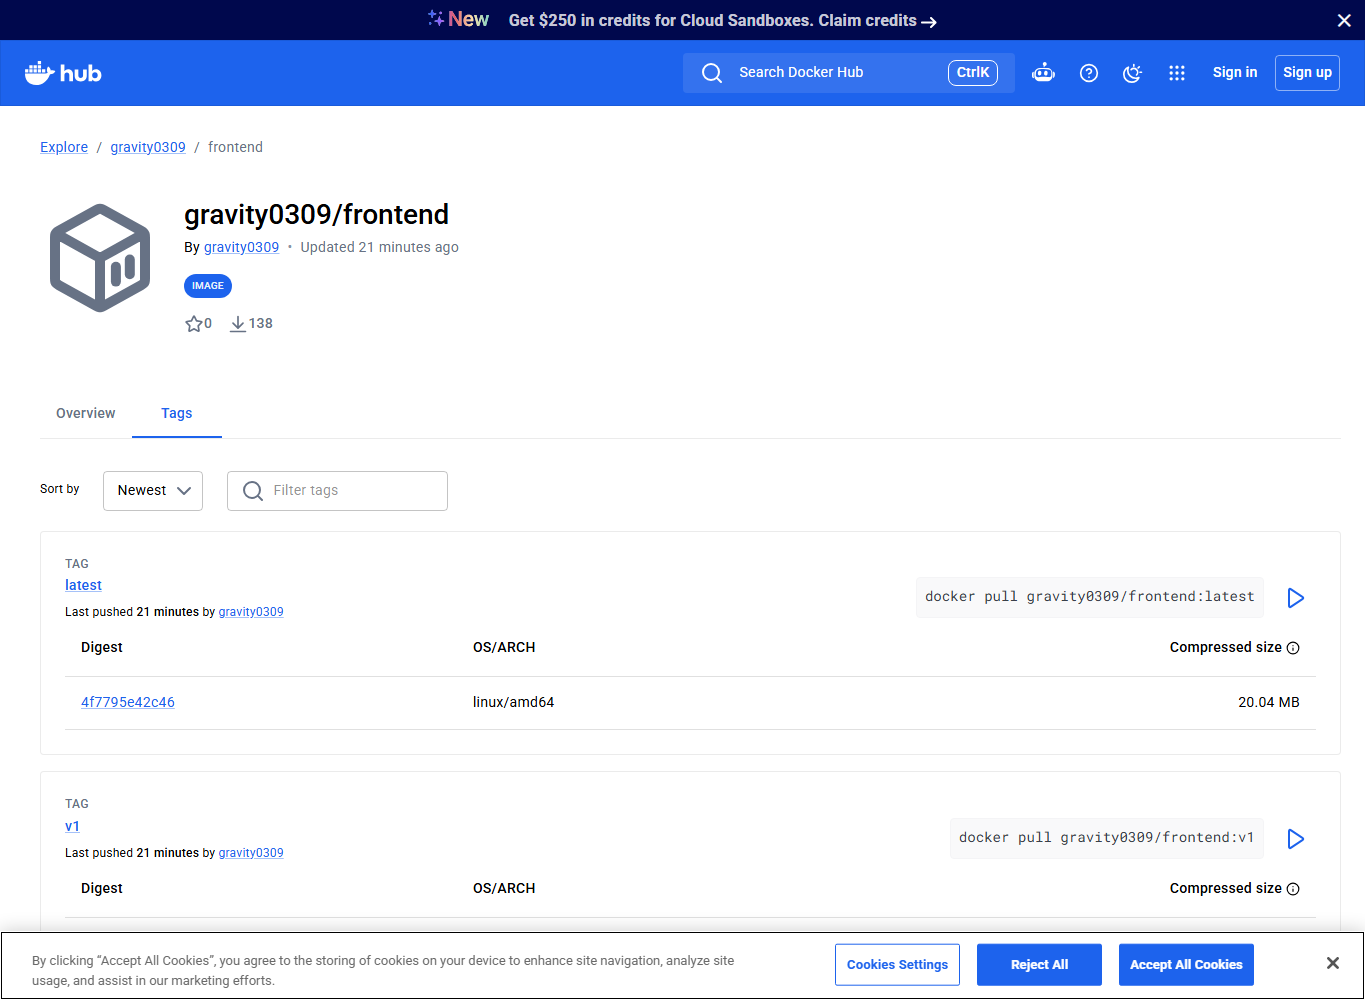 New Get $250 in credits for Cloud Sandboxes. Claim credits →
hub Search Docker Hub CtrlK Sign in Sign up
Explore / gravity0309 / frontend
gravity0309/frontend
By gravity0309 • Updated 21 minutes ago
IMAGE
0 138
Overview Tags
Sort by Newest Filter tags
TAG
latest
docker pull gravity0309/frontend:latest
Last pushed 21 minutes by gravity0309
Digest OS/ARCH Compressed size
4f7795e42c46 linux/amd64 20.04 MB
TAG
v1
docker pull gravity0309/frontend:v1
Last pushed 21 minutes by gravity0309
Digest OS/ARCH Compressed size
By clicking “Accept All Cookies”, you agree to the storing of cookies on your device to enhance site navigation, analyze site
usage, and assist in our marketing efforts.
Cookies Settings Reject All Accept All Cookies